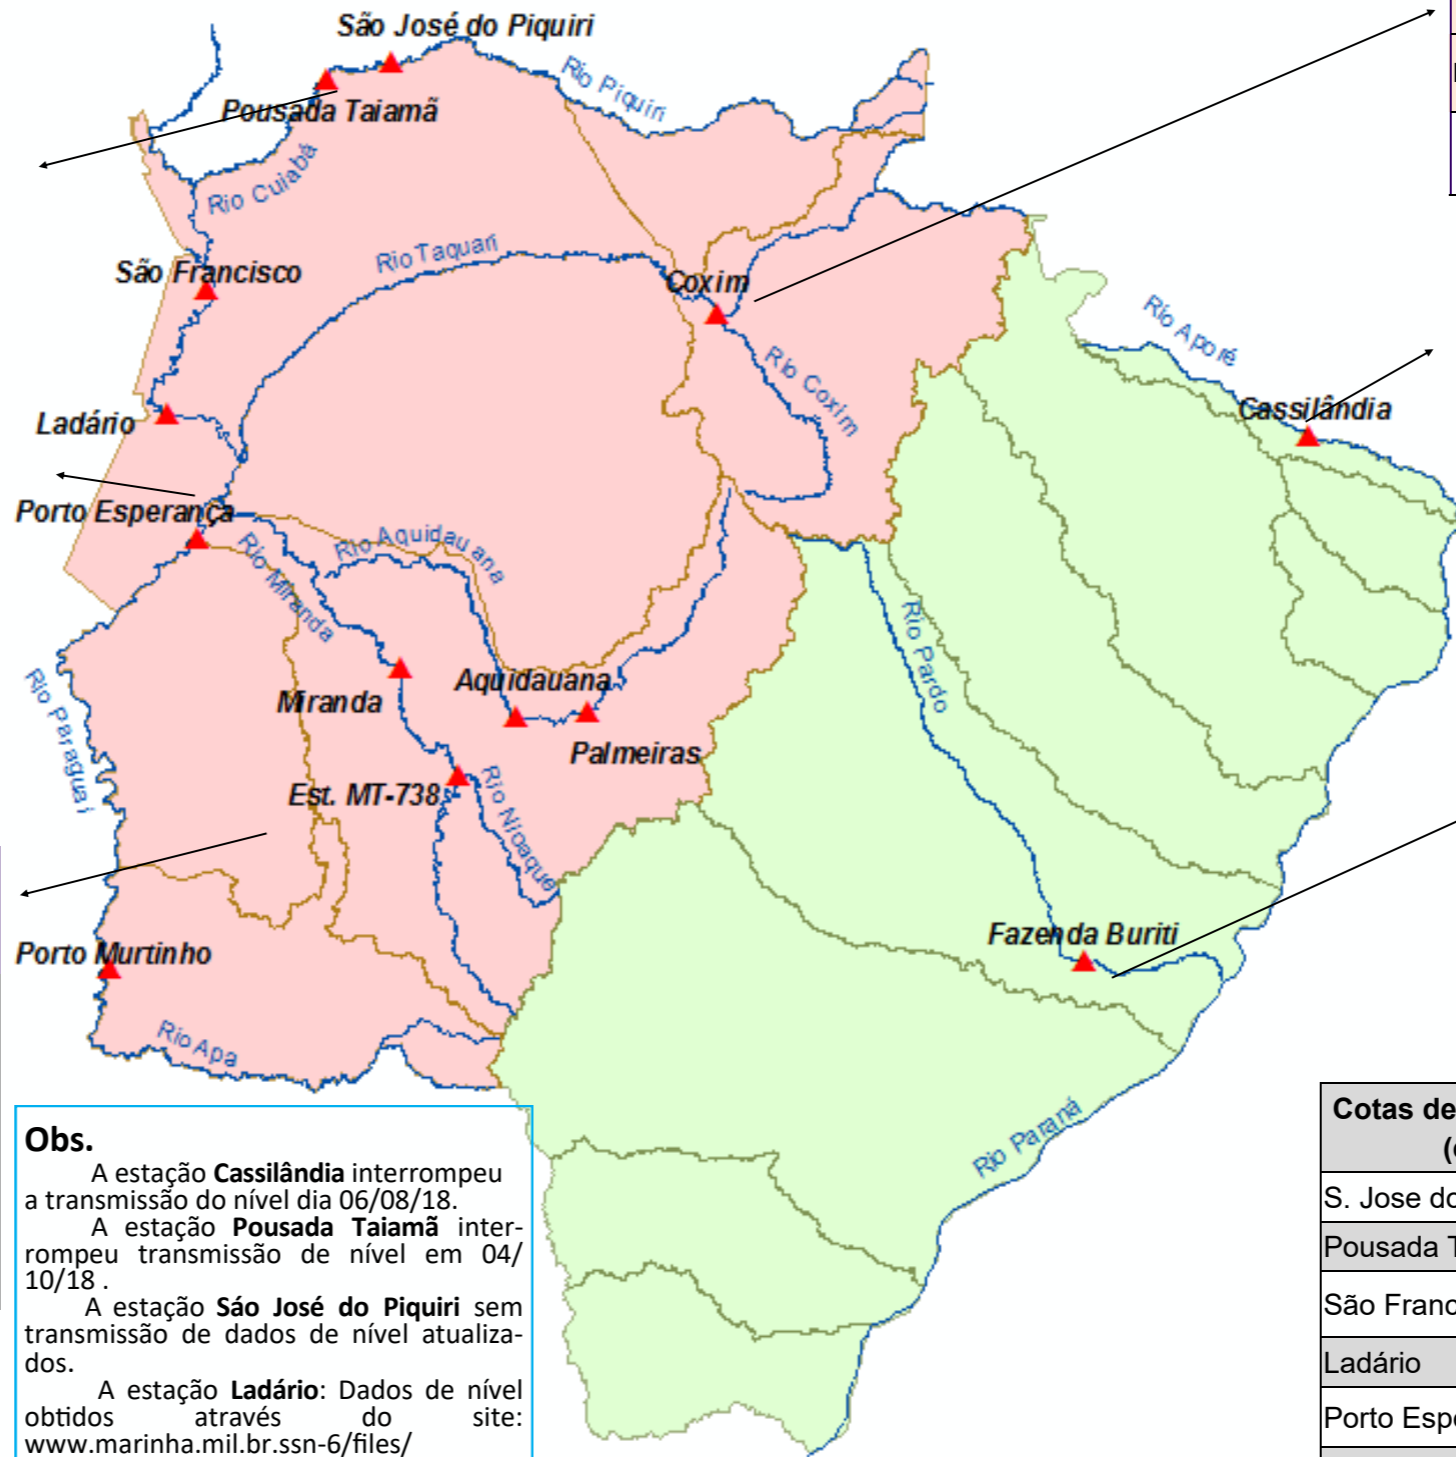 São José do Piquiri
Rio Piquiri
Pousada Taiamã
Rio Cuiabá
Rio Taquari
São Francisco
Coxim
Rio Aporé
Rio Coxim
Cassilândia
Ladário
Porto Esperança
Rio Aquidauana
Rio Miranda
Rio Pardo
Rio Paraguai
Aquidauana
Miranda
Palmeiras
Est. MT-738
Rio Nioaque
Fazenda Buriti
Porto Murtinho
Rio Apa
Rio Paraná
Obs.
A estação Cassilândia interrompeu
a transmissão do nível dia 06/08/18.
A estação Pousada Taiamã inter-
rompeu transmissão de nível em 04/
10/18 .
A estação Sáo José do Piquiri sem
transmissão de dados de nível atualiza-
dos.
A estação Ladário: Dados de nível
obtidos através do site:
www.marinha.mil.br.ssn-6/files/
Cotas de
S. Jose do
Pousada T
São Franc
Ladário
Porto Espe